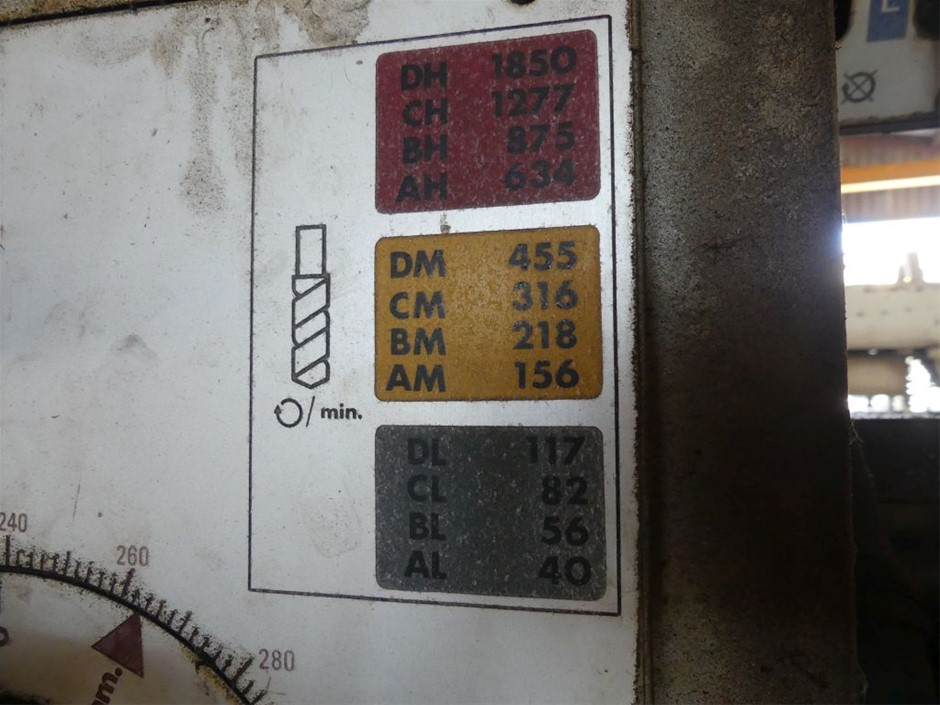 DH 1850
CH 1277
BH 875
AH 634
DM 455
CM 316
BM 218
AM 156
/min.
DL 117
CL 82
BL 56
AL 40
240
260
280
L